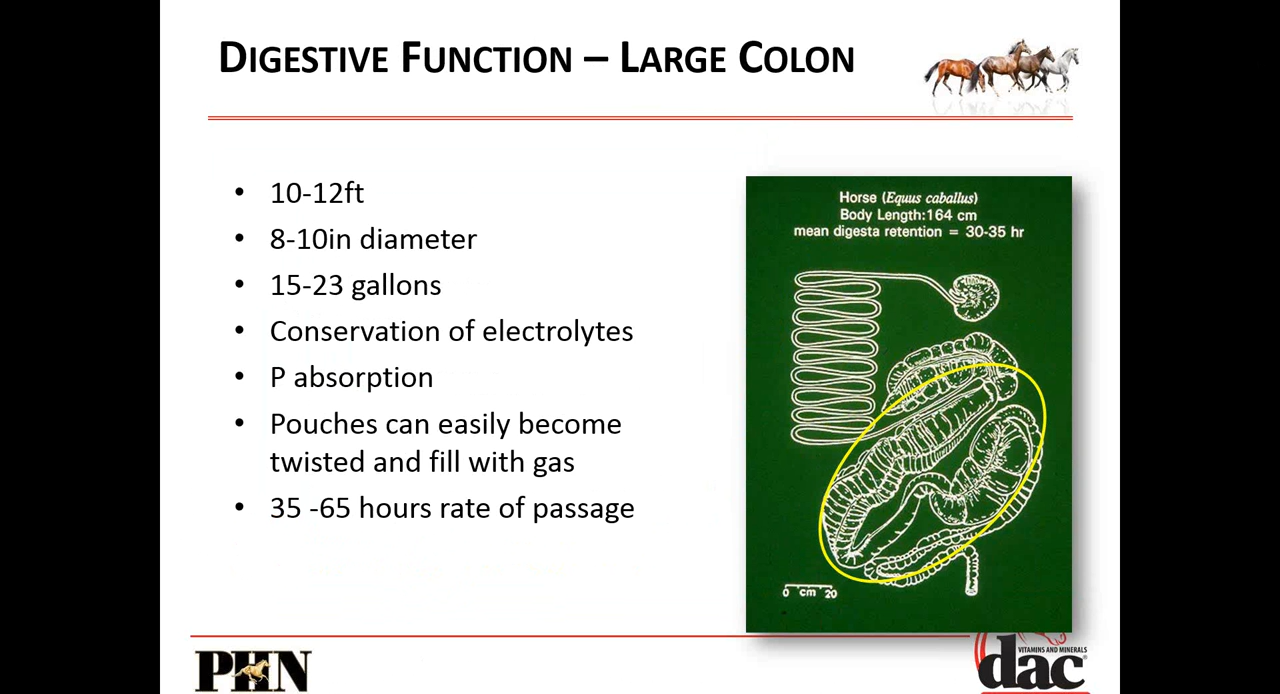 DIGESTIVE FUNCTION – LARGE COLON
• 10-12ft
• 8-10in diameter
• 15-23 gallons
• Conservation of electrolytes
• P absorption
• Pouches can easily become
twisted and fill with gas
• 35 -65 hours rate of passage
Horse (Equus caballus)
Body Length:164 cm
mean digesta retention = 30-35 hr
0 cm 20
PHN
VITAMINS AND MINERALS
dac®